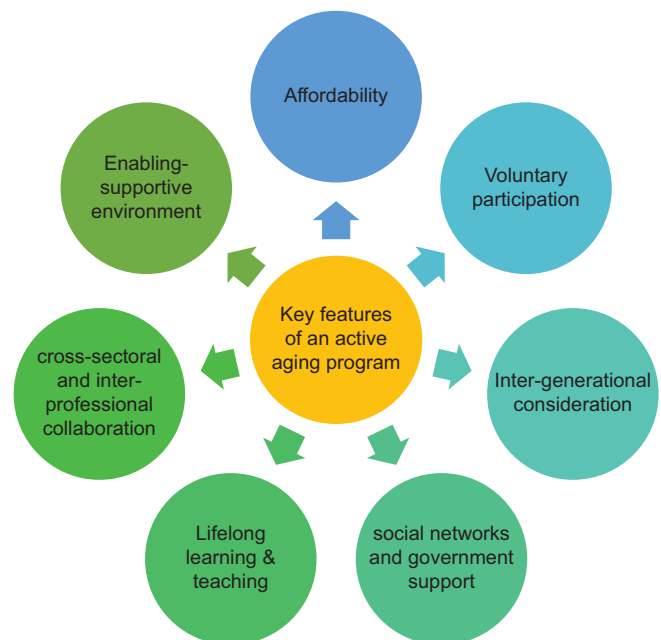 Affordability
Voluntary
participation
Inter-generational
consideration
social networks
and government
support
Lifelong
learning &
teaching
cross-sectoral
and inter-
professional
collaboration
Enabling-
supportive
environment
Key features
of an active
aging program